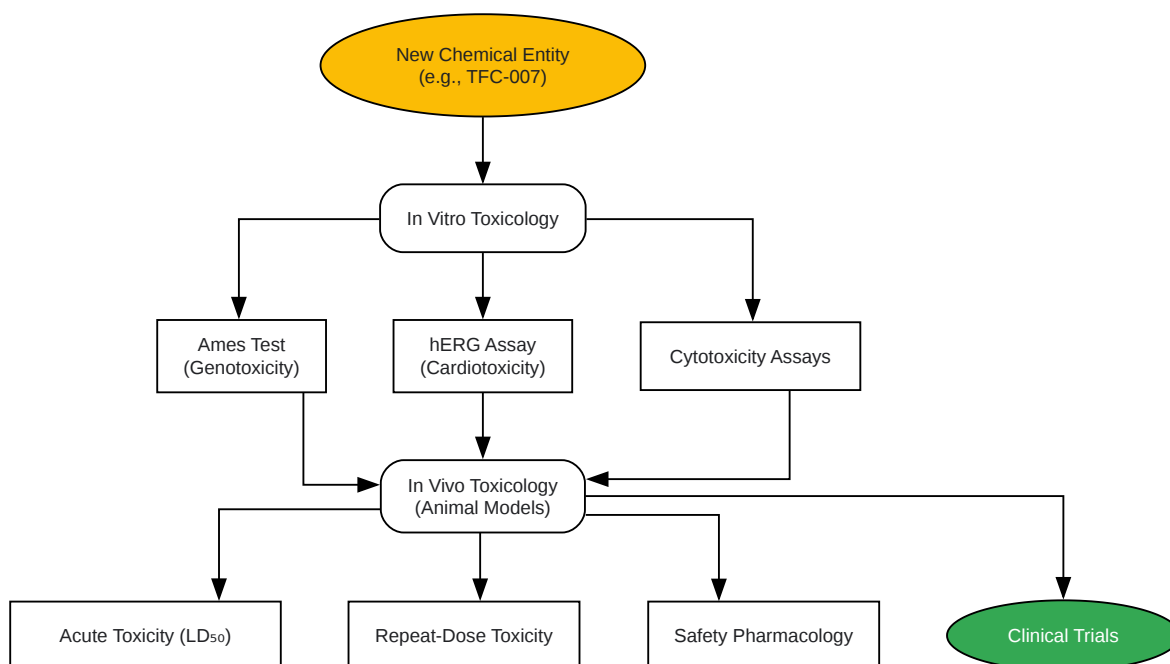 New Chemical Entity
(e.g., TFC-007)
In Vitro Toxicology
Ames Test
(Genotoxicity)
hERG Assay
(Cardiotoxicity)
Cytotoxicity Assays
In Vivo Toxicology
(Animal Models)
Acute Toxicity (LD₅₀)
Repeat-Dose Toxicity
Safety Pharmacology
Clinical Trials